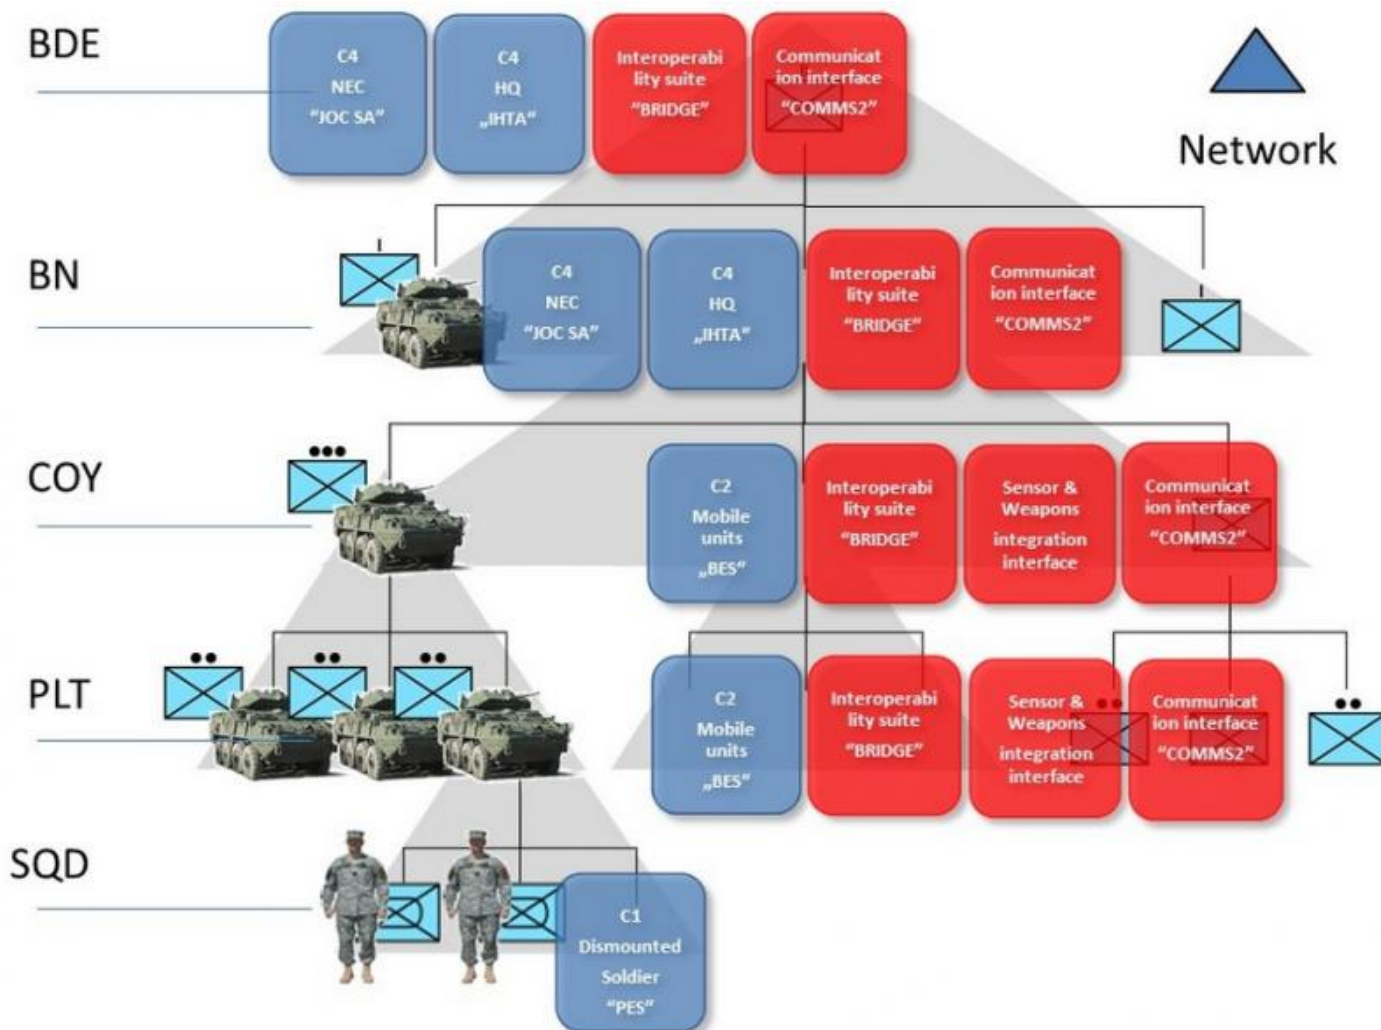 BDE
C4
NEC
“JOC SA”
C4
HQ
„IHTA“
Interoperabi
lity suite
“BRIDGE”
Communicat
ion interface
“COMMS2”
Network
BN
C4
NEC
“JOC SA”
C4
HQ
„IHTA“
Interoperabi
lity suite
“BRIDGE”
Communicat
ion interface
“COMMS2”
COY
C2
Mobile
units
„BES“
Interoperabi
lity suite
“BRIDGE”
Sensor &
Weapons
integration
interface
Communicat
ion interface
“COMMS2”
PLT
C2
Mobile
units
„BES“
Interoperabi
lity suite
“BRIDGE”
Sensor &
Weapons
integration
interface
Communicat
ion interface
“COMMS2”
SQD
C1
Dismounted
Soldier
“PES”